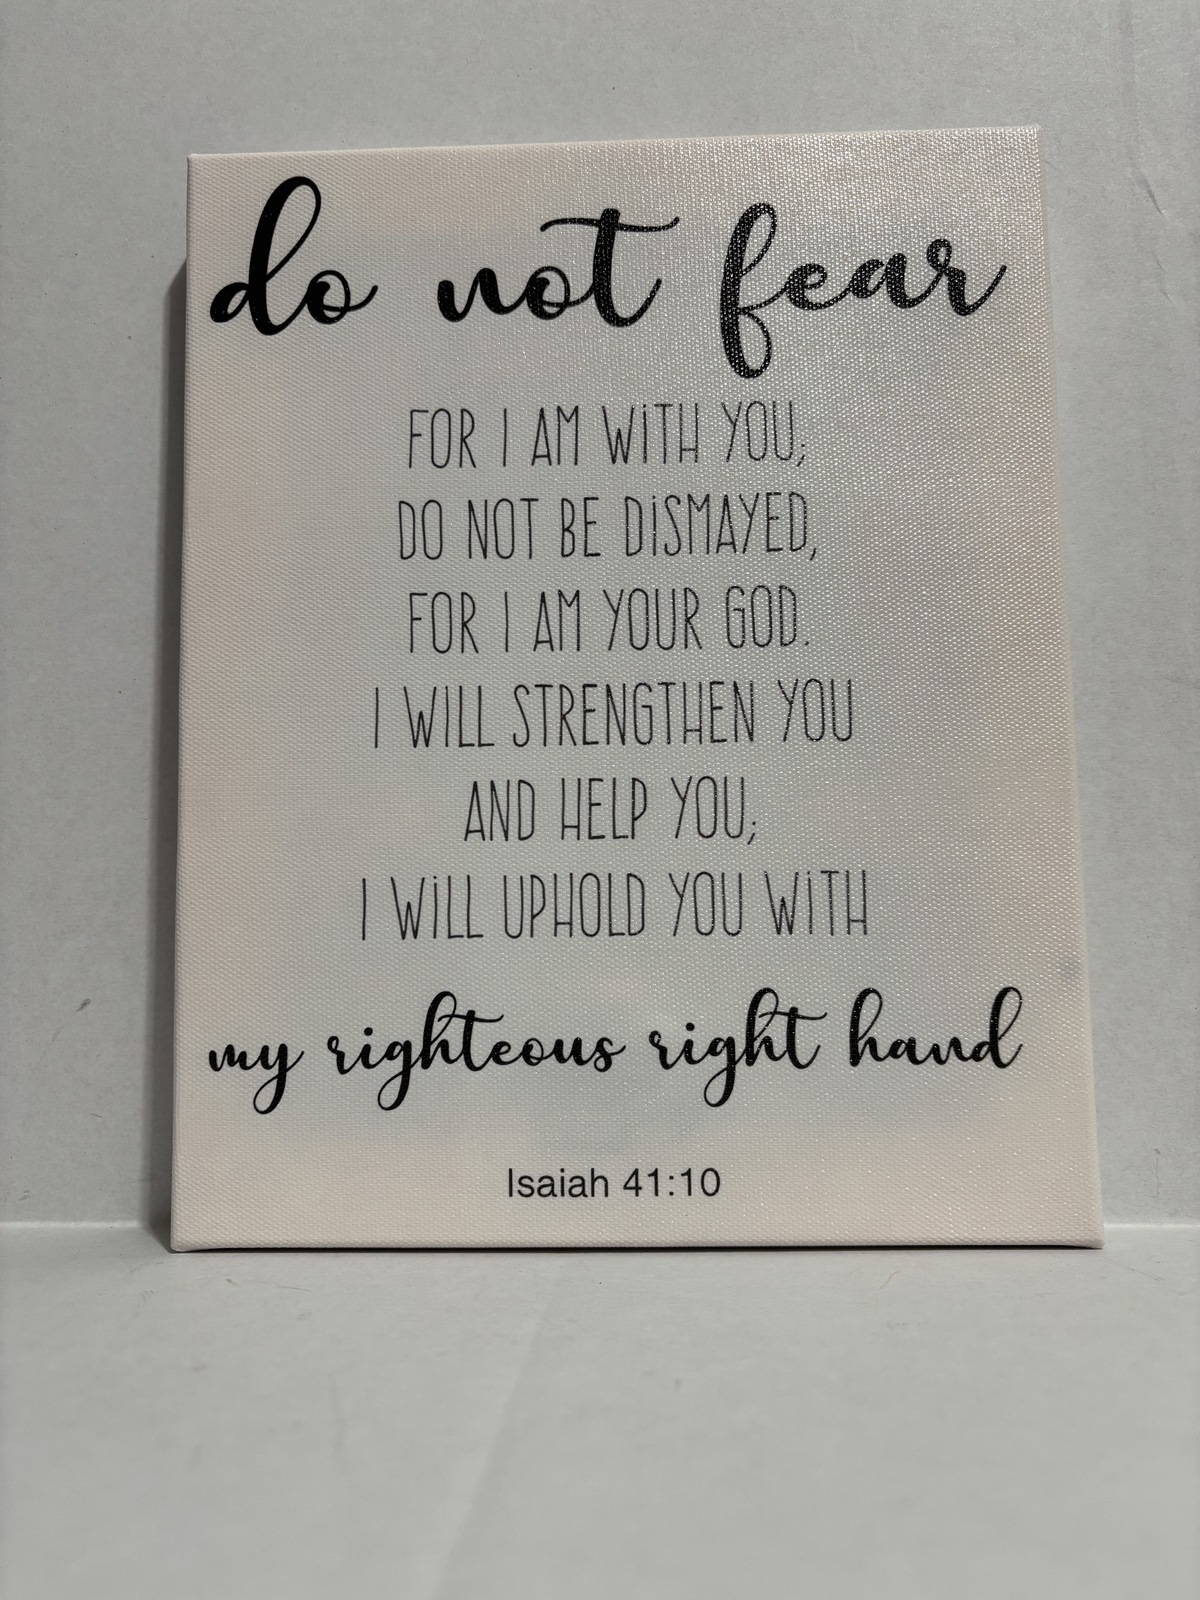 do not fear
FOR I AM WiTH YOU;
DO NOT BE DiSMAYED,
FOR I AM YOUR GOD.
I WILL STRENGTHEN YOU
AND HELP YOU;
I WiLL UPHOLD YOU WiTH
my righteous right hand
Isaiah 41:10